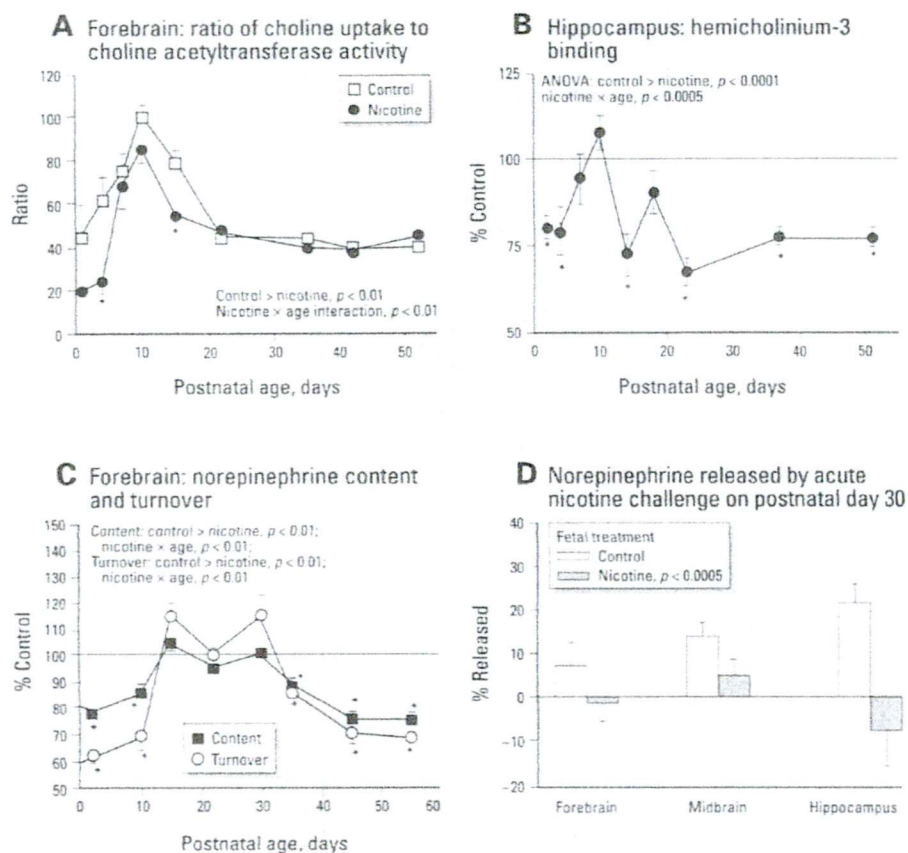 A Forebrain: ratio of choline uptake to
choline acetyltransferase activity
120
100
80
60
40
20
0
Ratio
Control
Nicotine
*
*
Control > nicotine, p < 0.01
Nicotine × age interaction, p < 0.01
0 10 20 30 40 50
Postnatal age, days
B Hippocampus: hemicholinium-3
binding
125
100
75
50
% Control
ANOVA: control > nicotine, p < 0.0001
nicotine × age, p < 0.0005
* * * * * *
0 10 20 30 40 50
Postnatal age, days
C Forebrain: norepinephrine content
and turnover
150
140
130
120
110
100
90
80
70
60
50
% Control
Content: control > nicotine, p < 0.01;
nicotine × age, p < 0.01;
Turnover: control > nicotine, p < 0.01;
nicotine × age, p < 0.01
* * * * * * * * * *
Content
Turnover
0 10 20 30 40 50
Postnatal age, days
D Norepinephrine released by acute
nicotine challenge on postnatal day 30
40
30
20
10
0
−10
−20
% Released
Fetal treatment
Control
Nicotine, p < 0.0005
Forebrain Midbrain Hippocampus